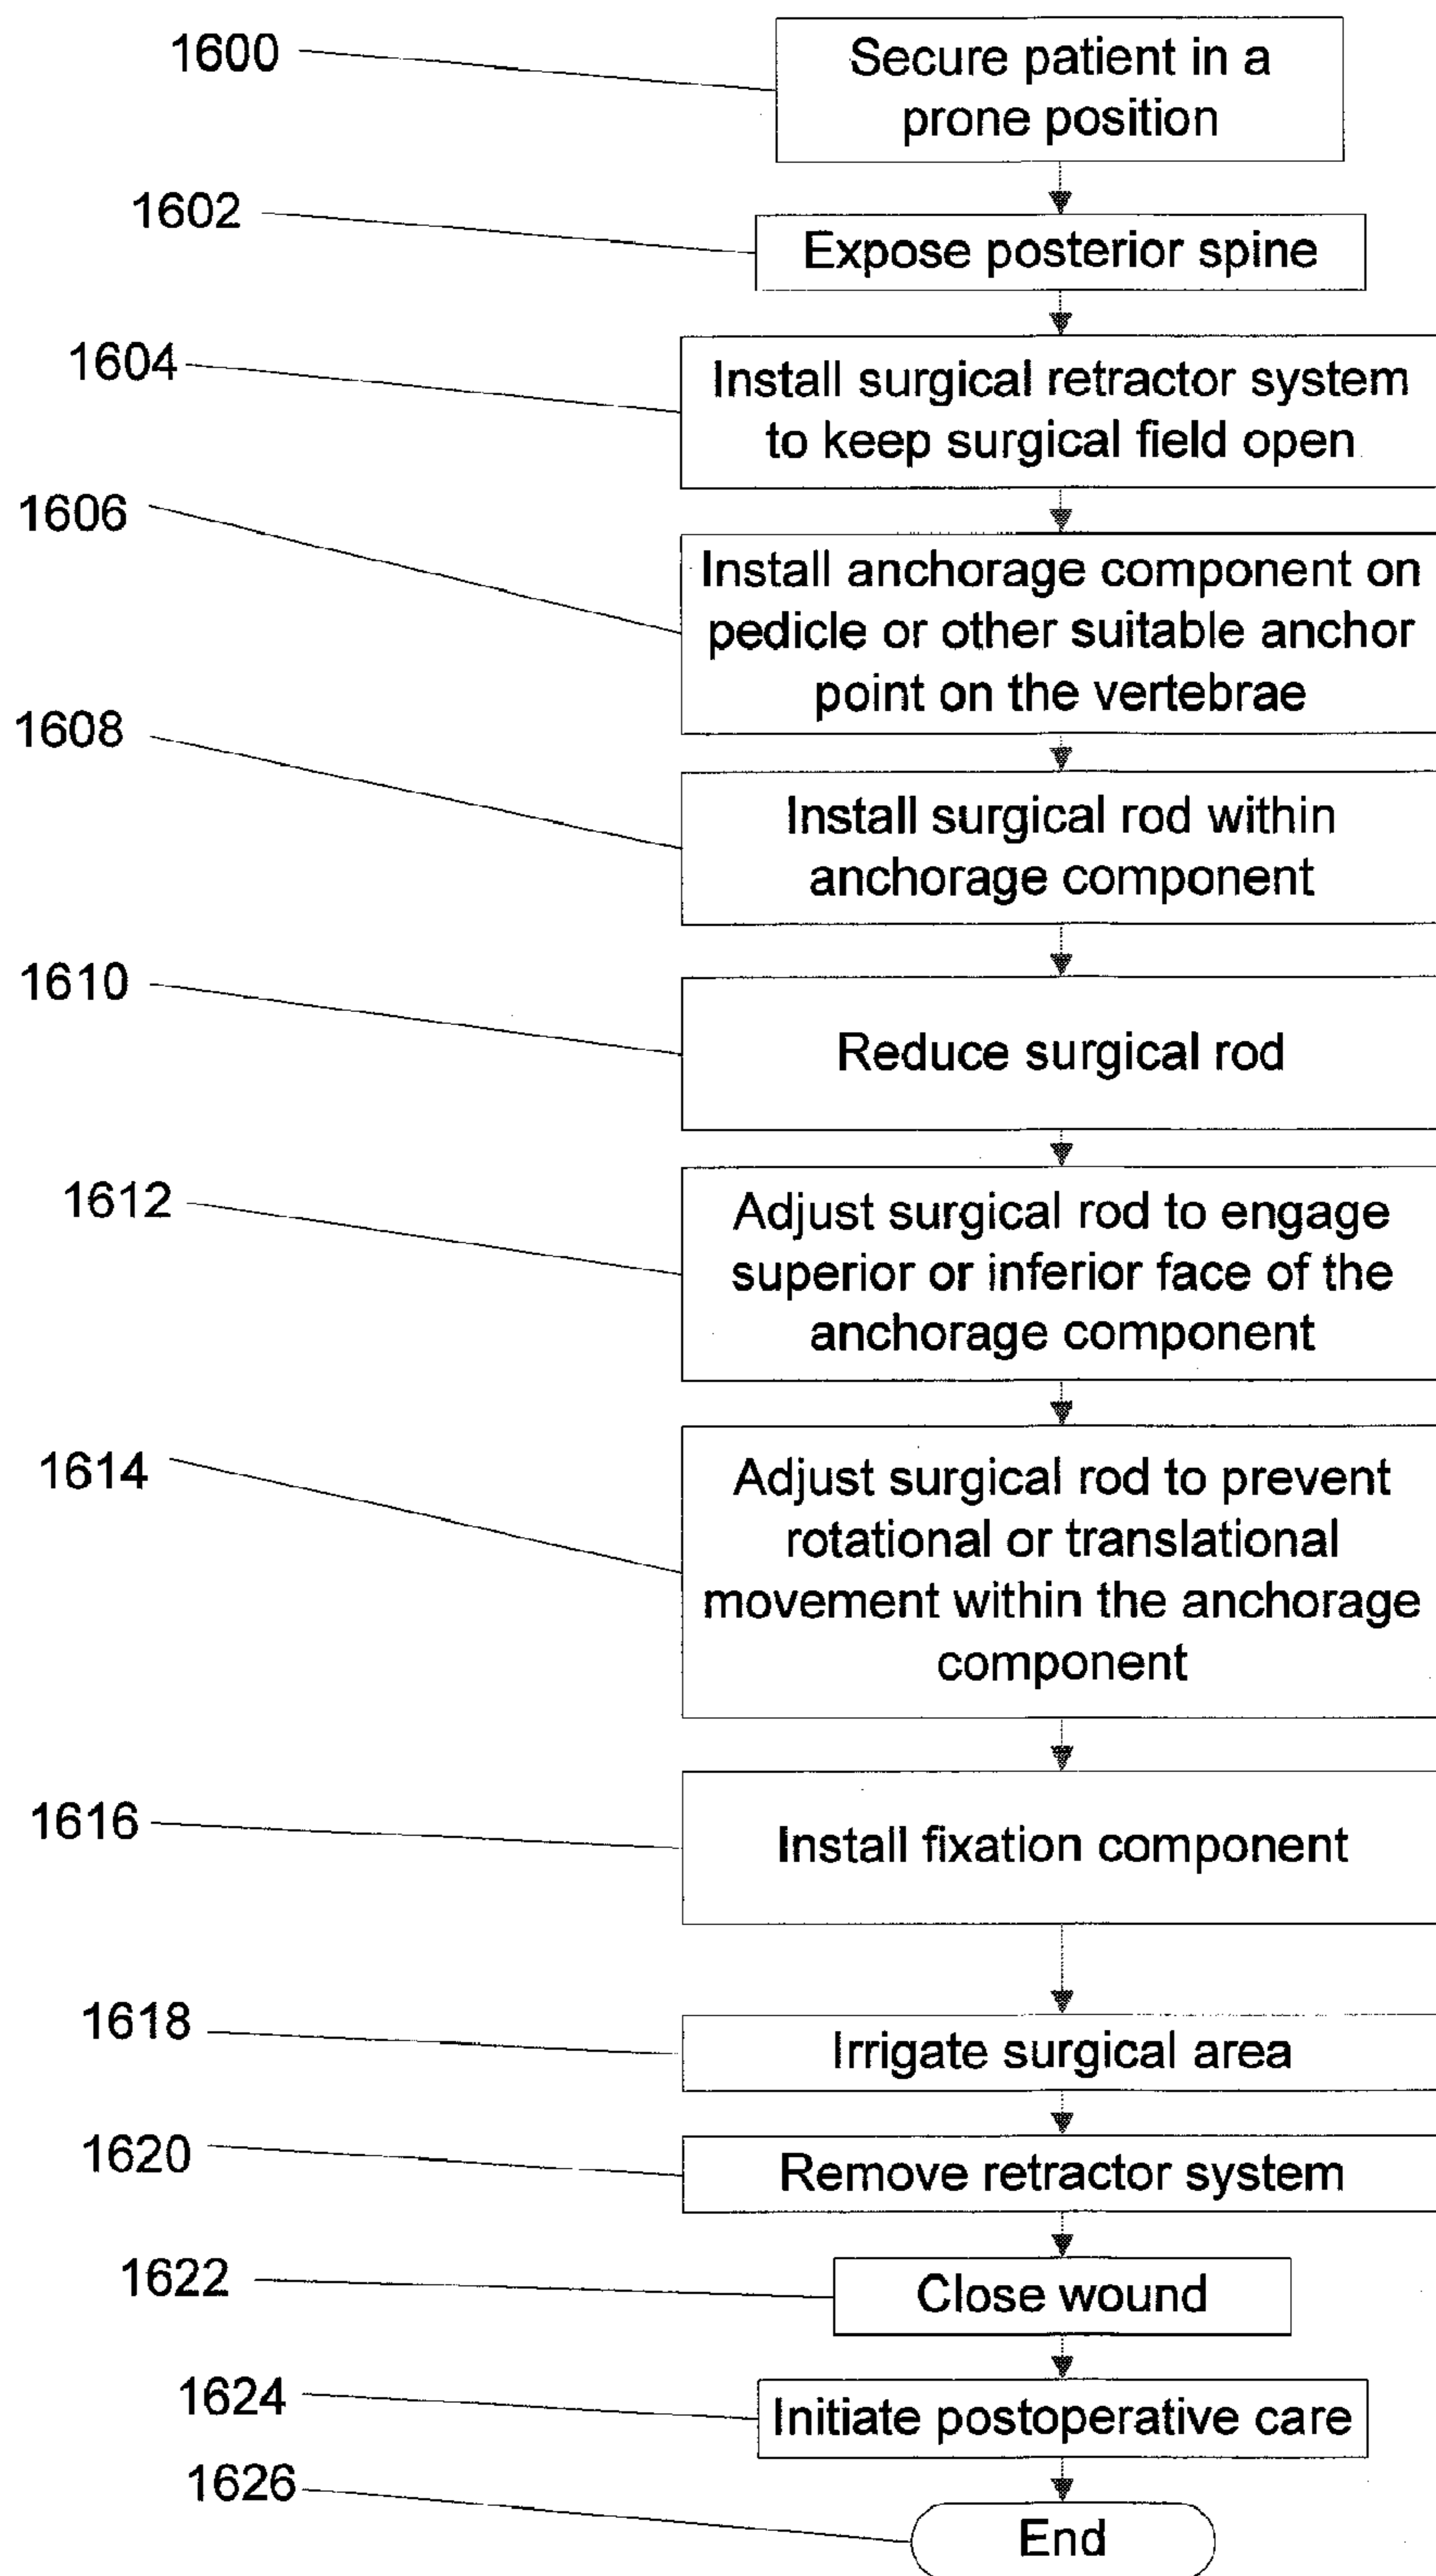 1600
Secure patient in a
prone position
1602
Expose posterior spine
1604
Install surgical retractor system
to keep surgical field open
1606
Install anchorage component on
pedicle or other suitable anchor
point on the vertebrae
1608
Install surgical rod within
anchorage component
1610
Reduce surgical rod
1612
Adjust surgical rod to engage
superior or inferior face of the
anchorage component
1614
Adjust surgical rod to prevent
rotational or translational
movement within the anchorage
component
1616
Install fixation component
1618
Irrigate surgical area
1620
Remove retractor system
1622
Close wound
1624
Initiate postoperative care
1626
End